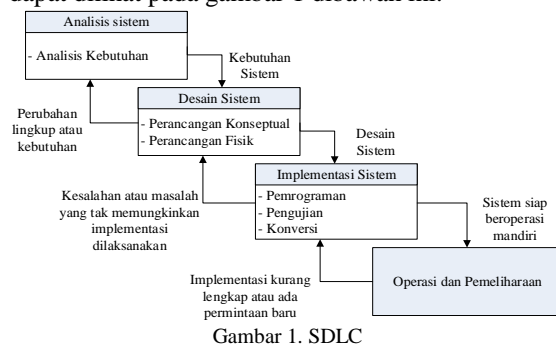 dapat dilihat pada gambar 1 dibawah ini.
Analisis sistem
- Analisis Kebutuhan
Kebutuhan
Sistem
Perubahan
lingkup atau
kebutuhan
Desain Sistem
- Perancangan Konseptual
- Perancangan Fisik
Desain
Sistem
Kesalahan atau masalah
yang tak memungkinkan
implementasi
dilaksanakan
Implementasi Sistem
- Pemrograman
- Pengujian
- Konversi
Sistem siap
beroperasi
mandiri
Implementasi kurang
lengkap atau ada
permintaan baru
Operasi dan Pemeliharaan
Gambar 1. SDLC